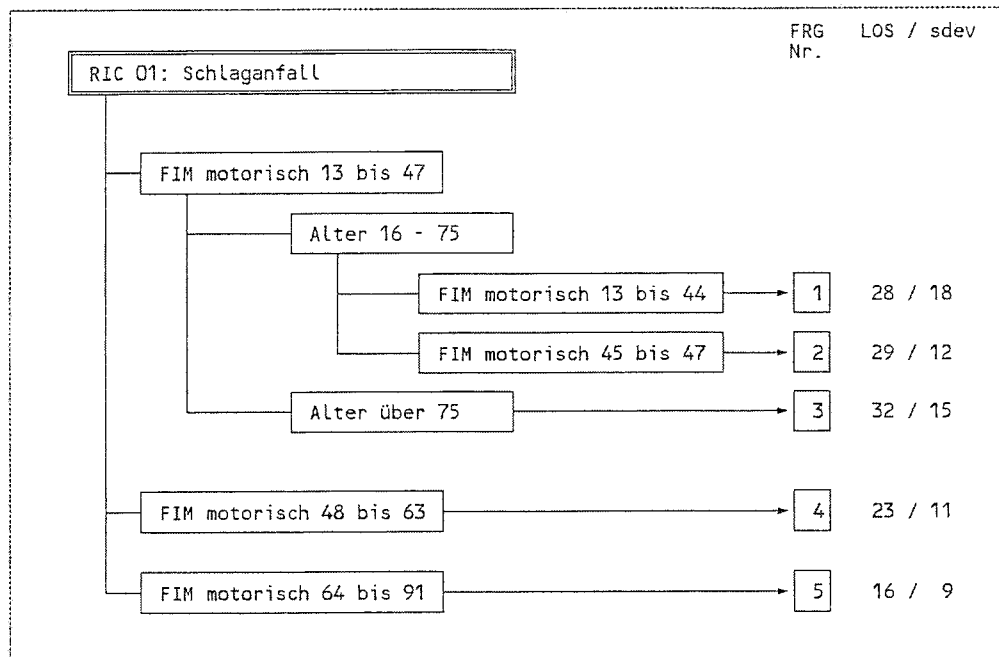 FRG LOS / sdev
Nr.
RIC 01: Schlaganfall
FIM motorisch 13 bis 47
Alter 16 - 75
FIM motorisch 13 bis 44 1 28 / 18
FIM motorisch 45 bis 47 2 29 / 12
Alter über 75 3 32 / 15
FIM motorisch 48 bis 63 4 23 / 11
FIM motorisch 64 bis 91 5 16 / 9